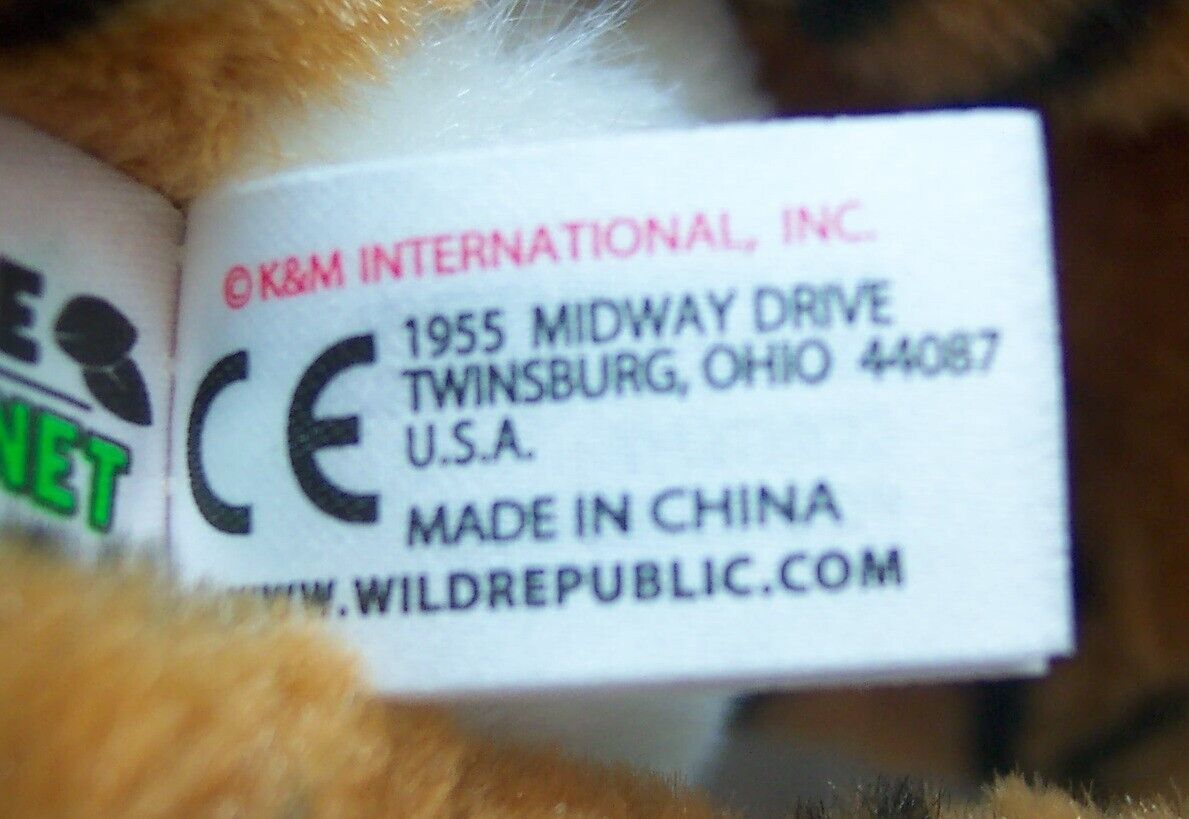 E
NET
©K&M INTERNATIONAL, INC.
CE
1955 MIDWAY DRIVE
TWINSBURG, OHIO 44087
U.S.A.
MADE IN CHINA
WWW.WILDREPUBLIC.COM